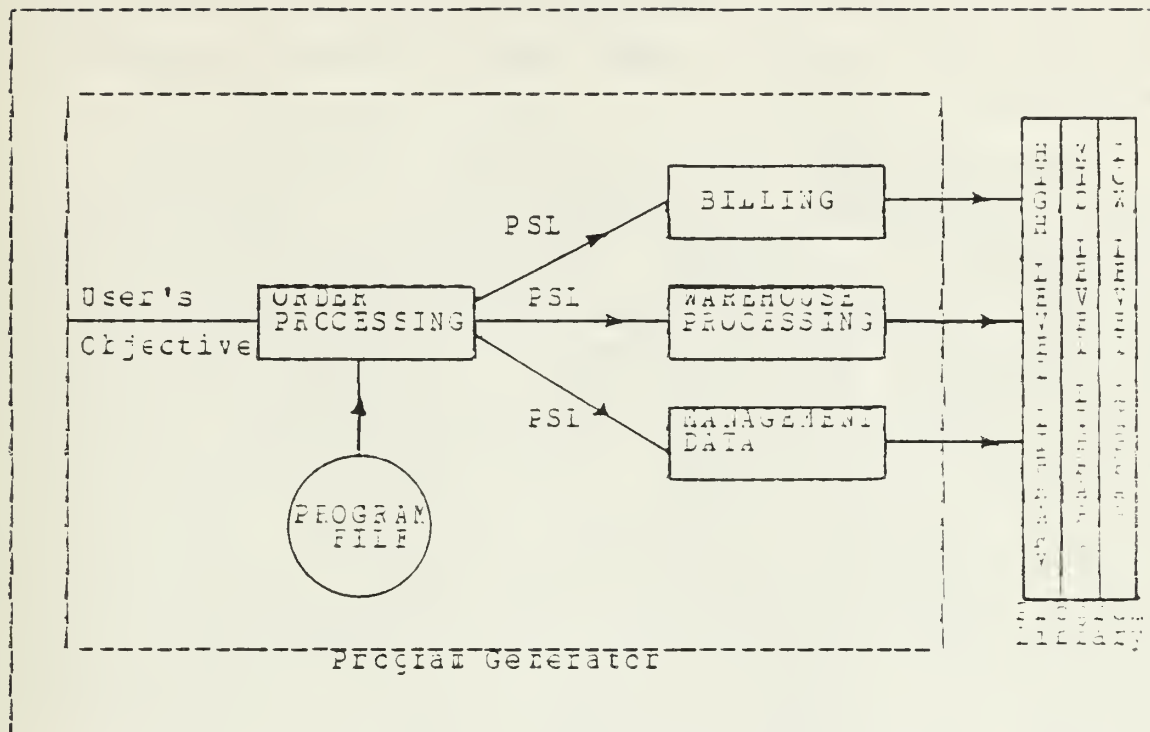 BILLING
PSL
User's
Objective
ORDER
PROCESSING
PSL
WAREHOUSE
PROCESSING
PSL
MANAGEMENT
DATA
PROGRAM
FILE
HIGH LEVEL
LEVEL
LOW LEVEL
Library
Program Generator